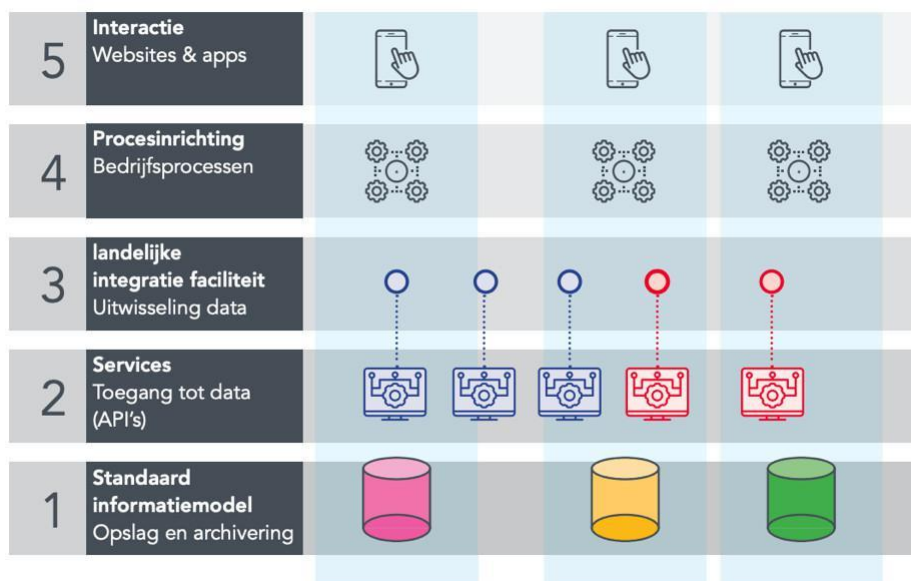 5
Interactie
Websites & apps
4
Procesinrichting
Bedrijfsprocessen
3
landelijke
integratie faciliteit
Uitwisseling data
2
Services
Toegang tot data
(API's)
1
Standaard
informatiemodel
Opslag en archivering